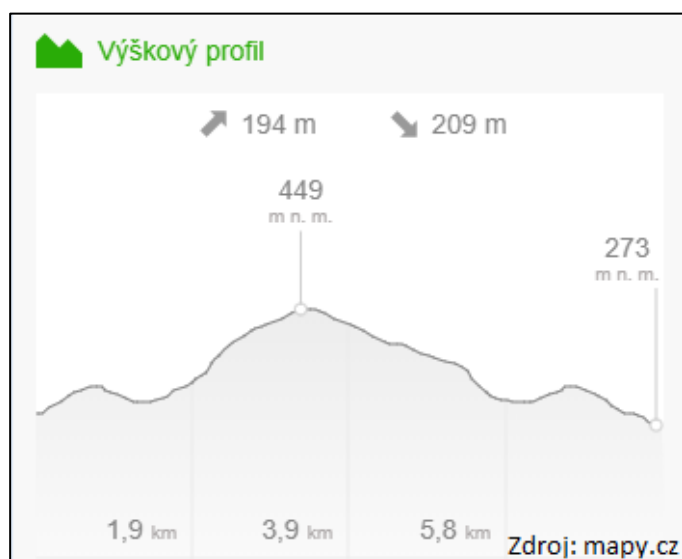 Výškový profil
194 m 209 m
449
m n. m.
273
m n. m.
1,9 km 3,9 km 5,8 km
Zdroj: mapy.cz